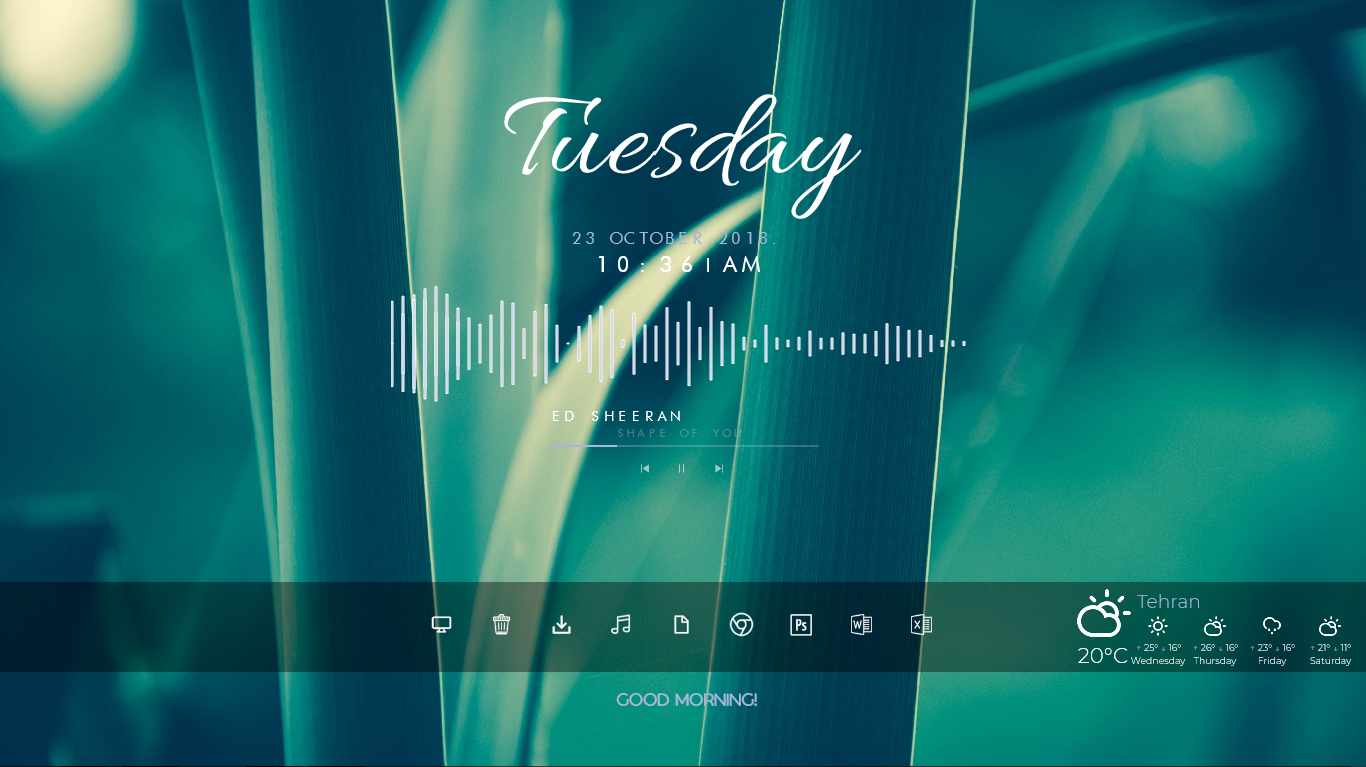 Tuesday
23 OCTOBER 2018.
10:36 | AM
ED SHEERAN
SHAPE OF YOU
Ps
W
X
Tehran
20°C
↑ 25° ↓ 16°
Wednesday
↑ 26° ↓ 16°
Thursday
↑ 23° ↓ 16°
Friday
↑ 21° ↓ 11°
Saturday
GOOD MORNING!